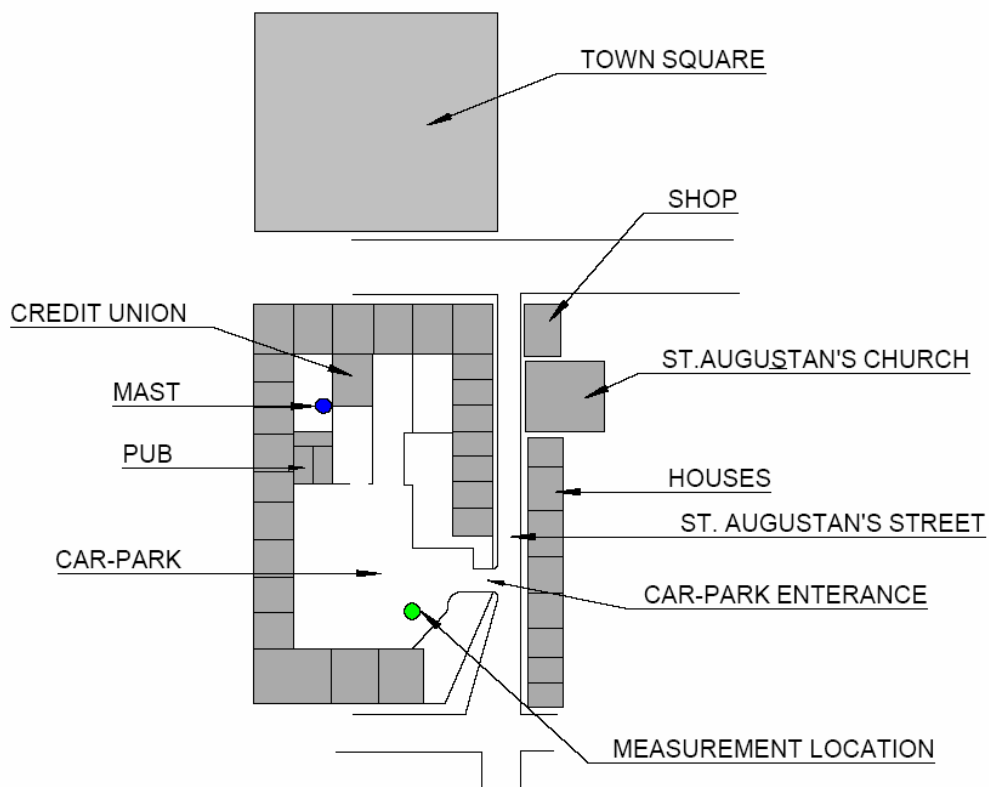 TOWN SQUARE
SHOP
CREDIT UNION
ST.AUGUSTAN'S CHURCH
MAST
PUB
HOUSES
ST. AUGUSTAN'S STREET
CAR-PARK
CAR-PARK ENTERANCE
MEASUREMENT LOCATION